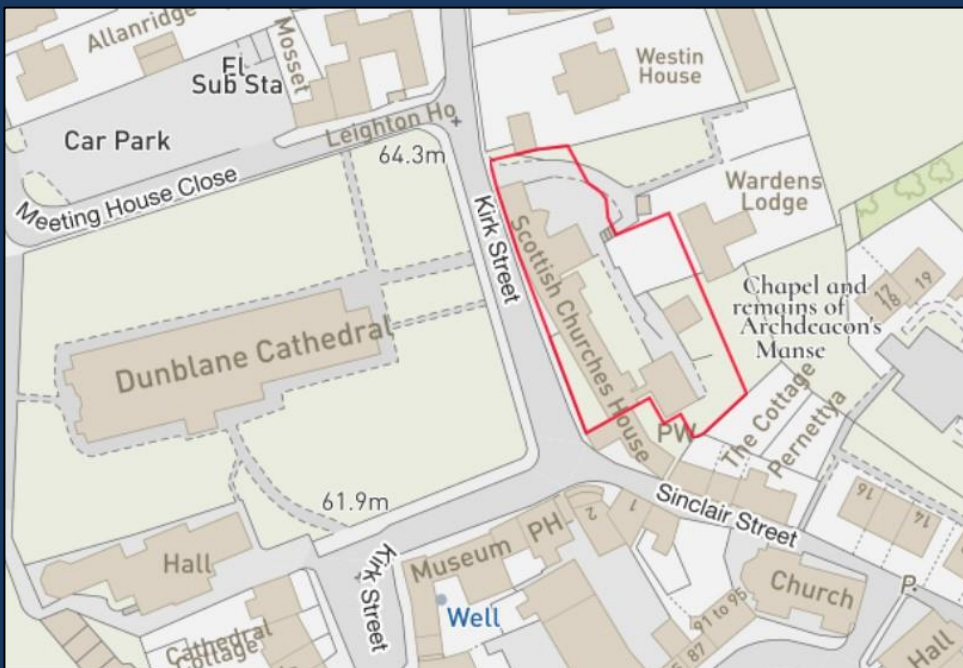 Allanridge
Mosset
El
Sub Sta
Car Park
Leighton Ho
64.3m
Meeting House Close
Westin
House
Wardens
Lodge
Kirk Street
Scottish Churches House
Dunblane Cathedral
Chapel and
remains of
Archdeacon's
Manse
17
18
19
PW
The Cottage
Pernettya
61.9m
Sinclair Street
16
14
Hall
Kirk Street
Museum
PH
2
1
Well
Church
P.
91 to 95
87
85
Cathedral
Cottage
Hall